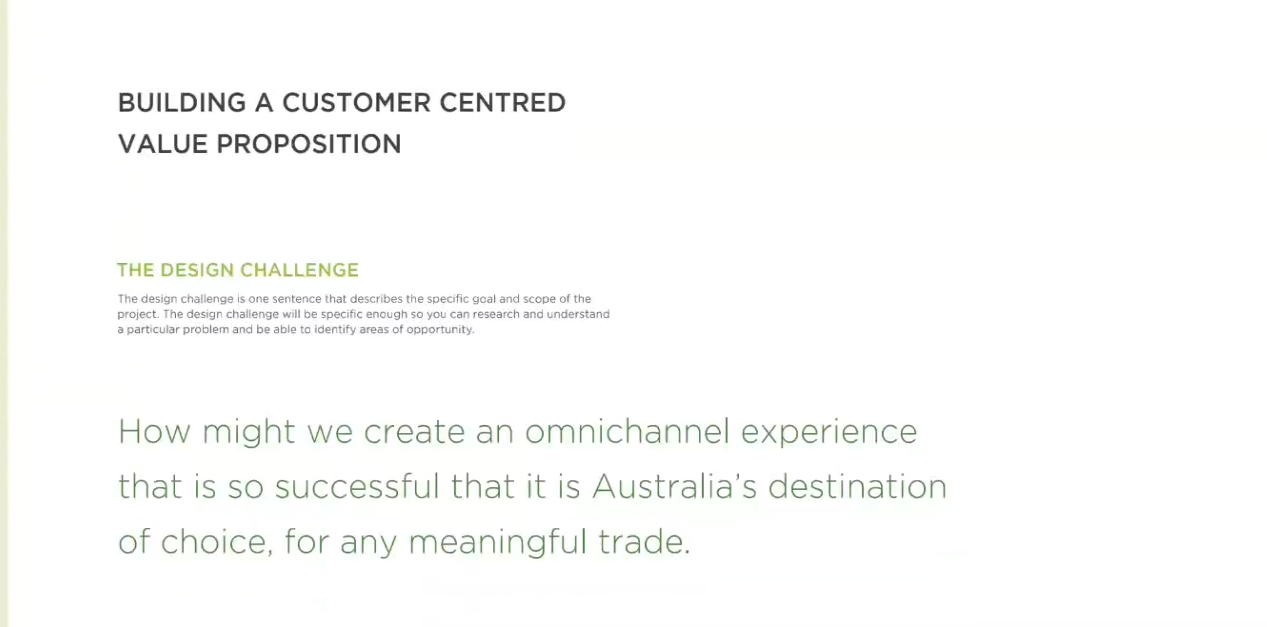 BUILDING A CUSTOMER CENTRED
VALUE PROPOSITION
THE DESIGN CHALLENGE
The design challenge is one sentence that describes the specific goal and scope of the
project. The design challenge will be specific enough so you can research and understand
a particular problem and be able to identify areas of opportunity.
How might we create an omnichannel experience
that is so successful that it is Australia's destination
of choice, for any meaningful trade.